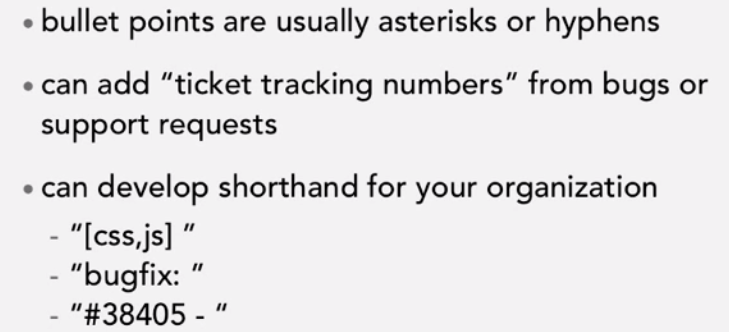 • bullet points are usually asterisks or hyphens
• can add “ticket tracking numbers” from bugs or
support requests
• can develop shorthand for your organization
- “[css,js] ”
- “bugfix: ”
- “#38405 - “